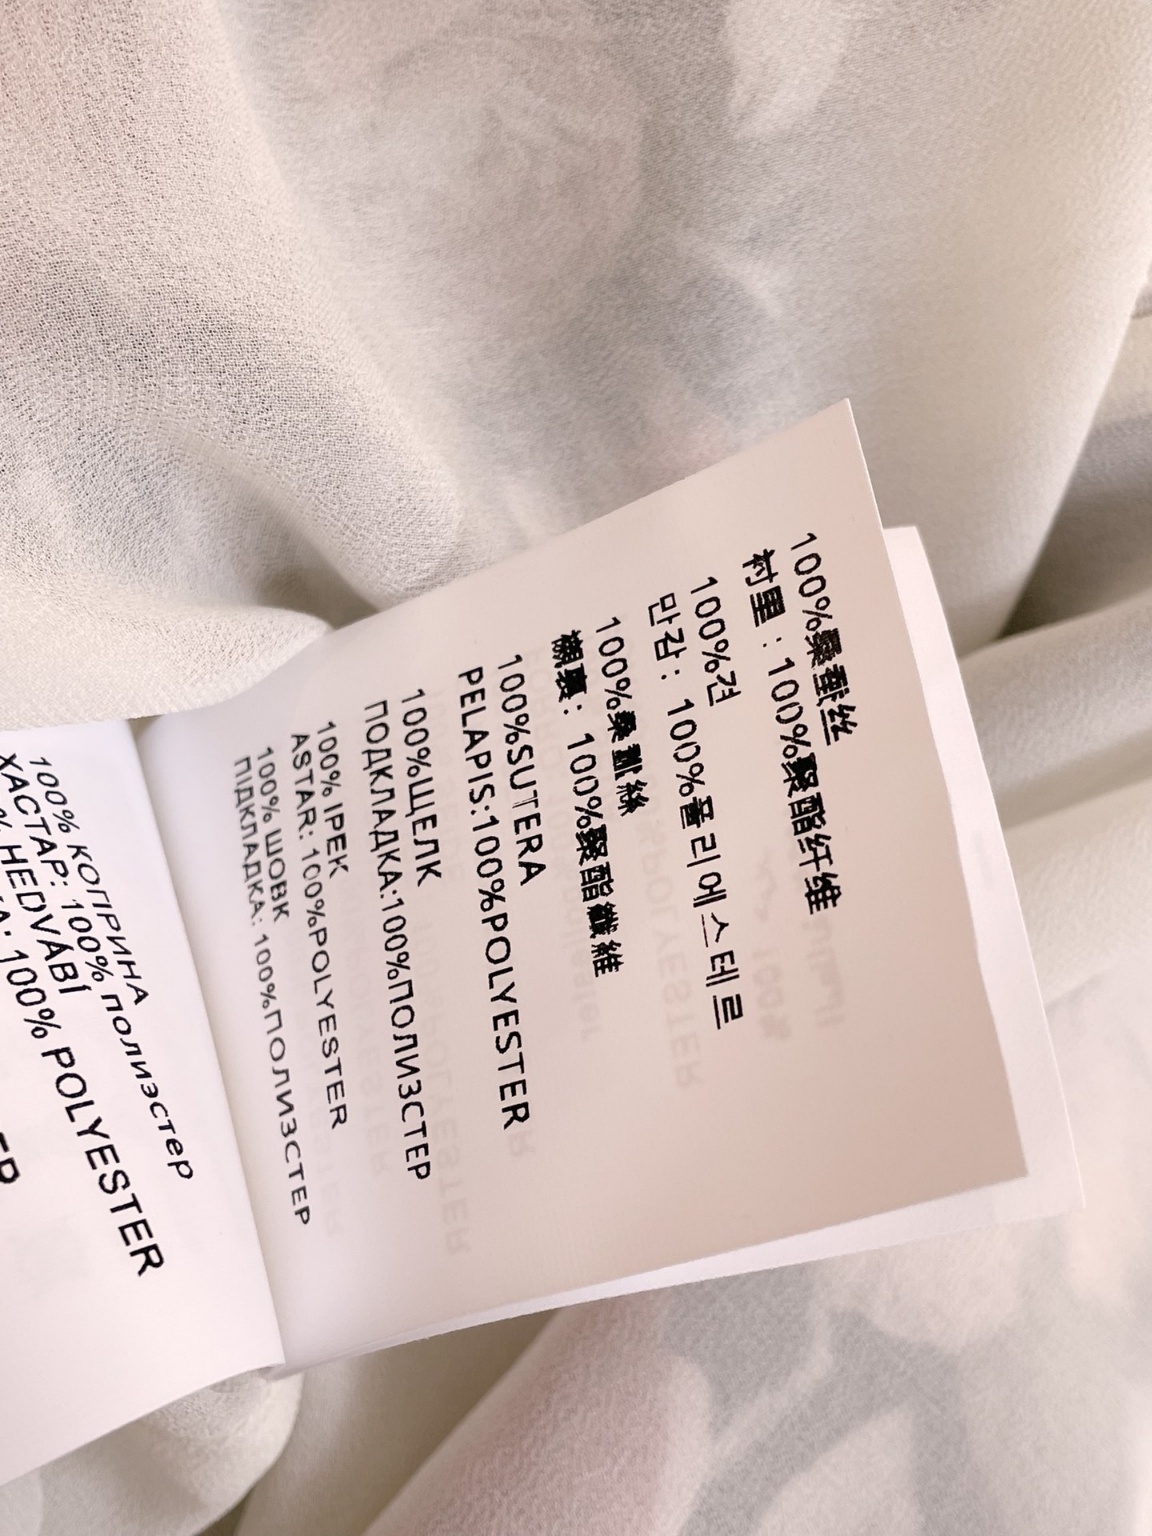 100%桑蚕丝
衬里：100%聚酯纤维
100%견
만감: 100%폴리에스테르
100%桑蠶絲
襯裏: 100%聚酯纖維
100%SUTERA
PELAPIS:100%POLYESTER
100%ЩЕЛК
ПОДКЛАДКА:100%ПОЛИЗСТЕР
100% IPEK
ASTAR: 100%POLYESTER
100% ШОВК
ПІДКЛАДКА: 100%ПОЛИЗСТЕР
100% КОПРИНА
ХАСТАР: 100% полиэстер
% HEDVÁBÍ
A: 100% POLYESTER